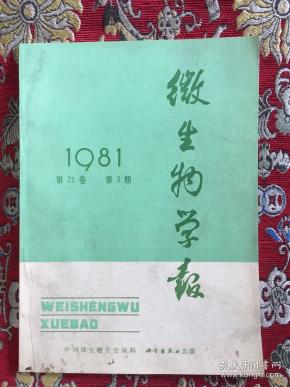 微生物学报
1981
第21卷 第3期
WEISHENGWU
XUEBAO
中国微生物学会编辑 科学出版社出版